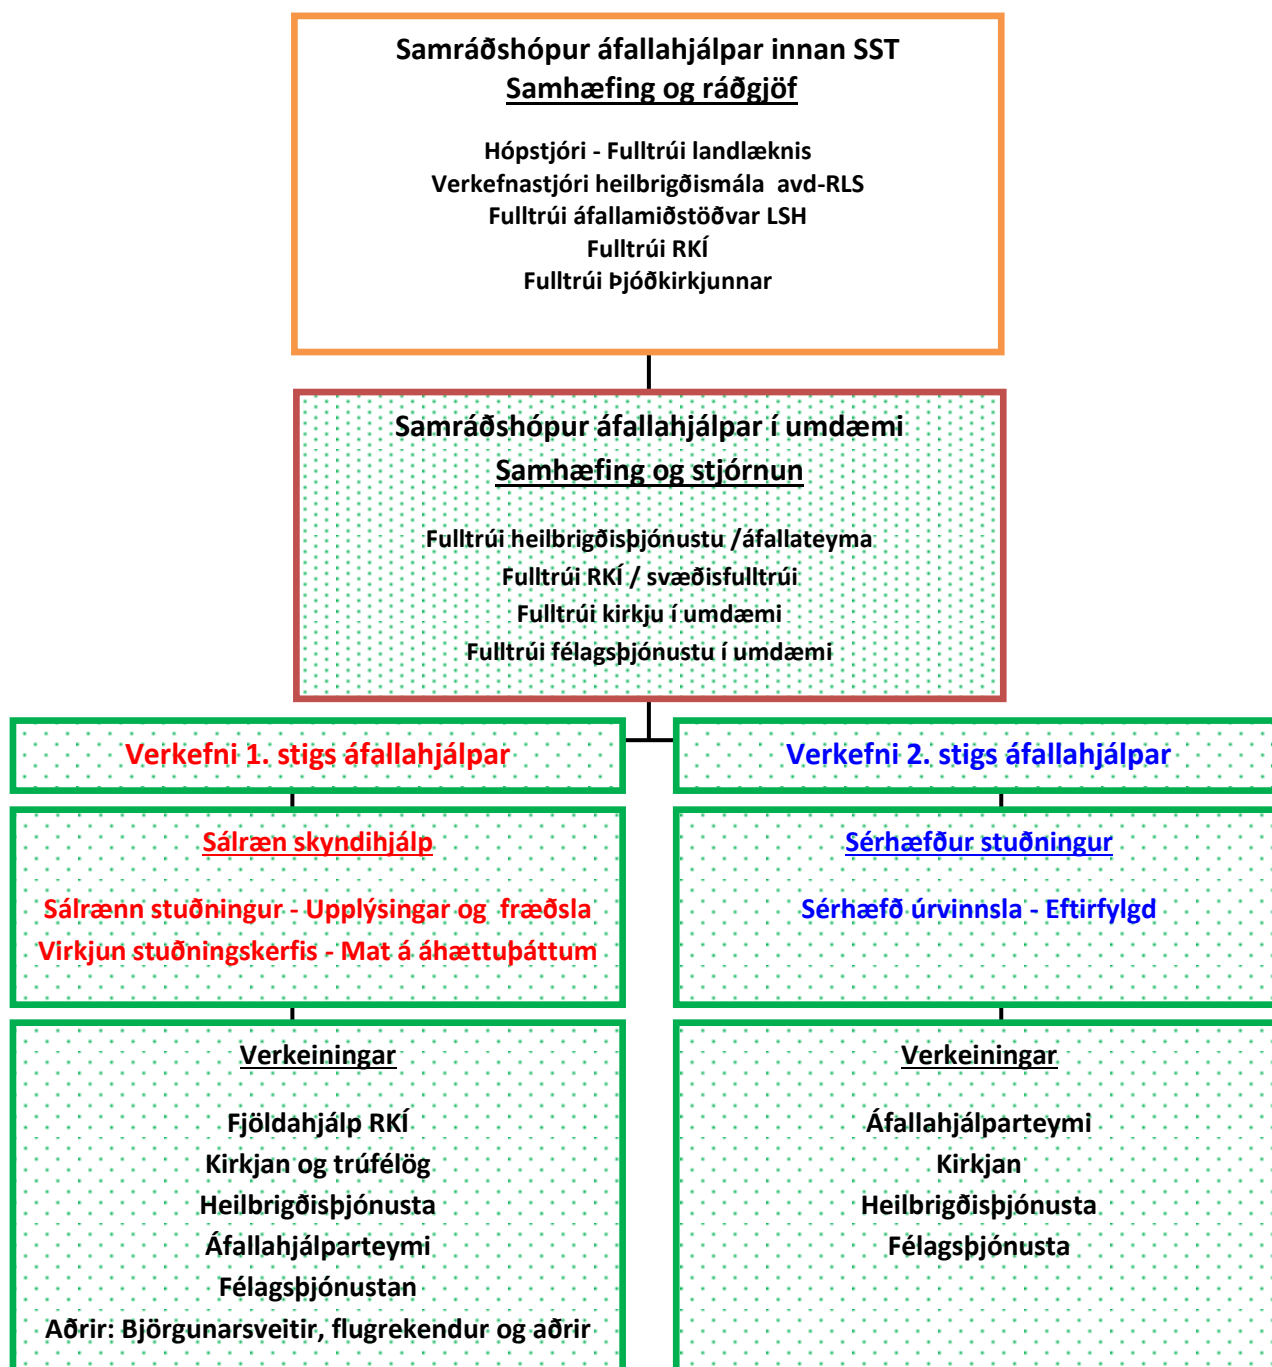 Samráðshópur áfallahjálpar innan SST
Samhæfing og ráðgjöf
Hópstjóri - Fulltrúi landlæknis
Verkefnastjóri heilbrigðismála avd-RLS
Fulltrúi áfallamiðstöðvar LSH
Fulltrúi RKÍ
Fulltrúi Þjóðkirkjunnar
Samráðshópur áfallahjálpar í umdæmi
Samhæfing og stjórnun
Fulltrúi heilbrigðisþjónustu /áfallateyma
Fulltrúi RKÍ / svæðisfulltrúi
Fulltrúi kirkju í umdæmi
Fulltrúi félagsþjónustu í umdæmi
Verkefni 1. stigs áfallahjálpar
Sálræn skyndihjálp
Sálrænn stuðningur - Upplýsingar og fræðsla
Virkjun stuðningskerfis - Mat á áhættuþáttum
Verkeiningar
Fjöldahjálp RKÍ
Kirkjan og trúfélög
Heilbrigðisþjónusta
Áfallahjálparteymi
Félagsþjónustan
Aðrir: Björgunarsveitir, flugrekendur og aðrir
Verkefni 2. stigs áfallahjálpar
Sérhæfður stuðningur
Sérhæfð úrvinnsla - Eftirfylgd
Verkeiningar
Áfallahjálparteymi
Kirkjan
Heilbrigðisþjónusta
Félagsþjónusta